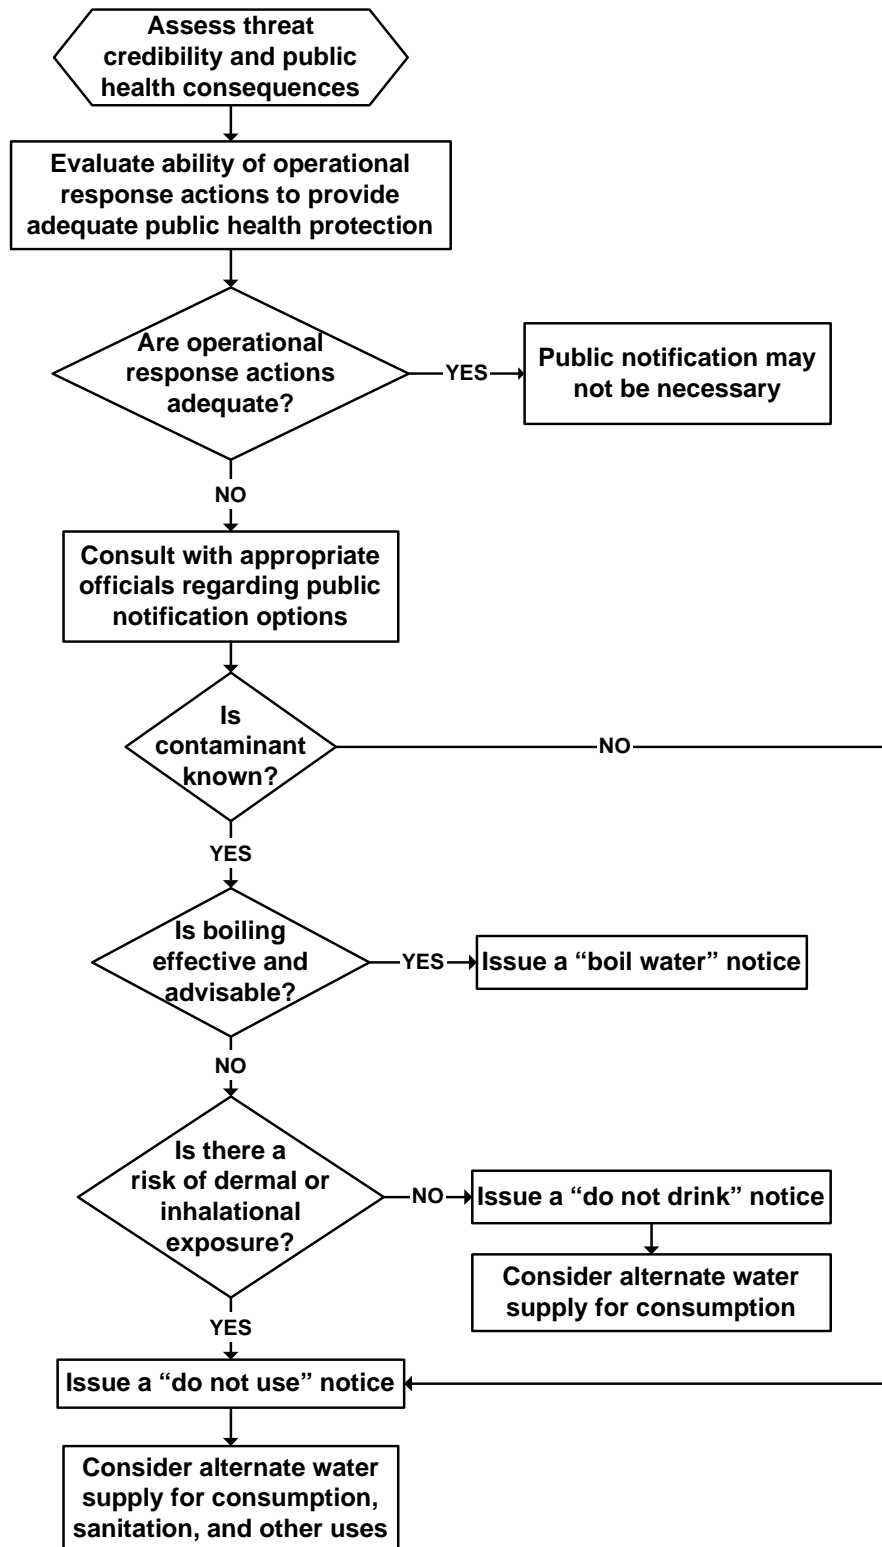 Assess threat
credibility and public
health consequences
Evaluate ability of operational
response actions to provide
adequate public health protection
Are operational
response actions
adequate?
YES
Public notification may
not be necessary
NO
Consult with appropriate
officials regarding public
notification options
Is
contaminant
known?
NO
YES
Is boiling
effective and
advisable?
YES
Issue a “boil water” notice
NO
Is there a
risk of dermal or
inhalational
exposure?
NO
Issue a “do not drink” notice
Consider alternate water
supply for consumption
YES
Issue a “do not use” notice
Consider alternate water
supply for consumption,
sanitation, and other uses